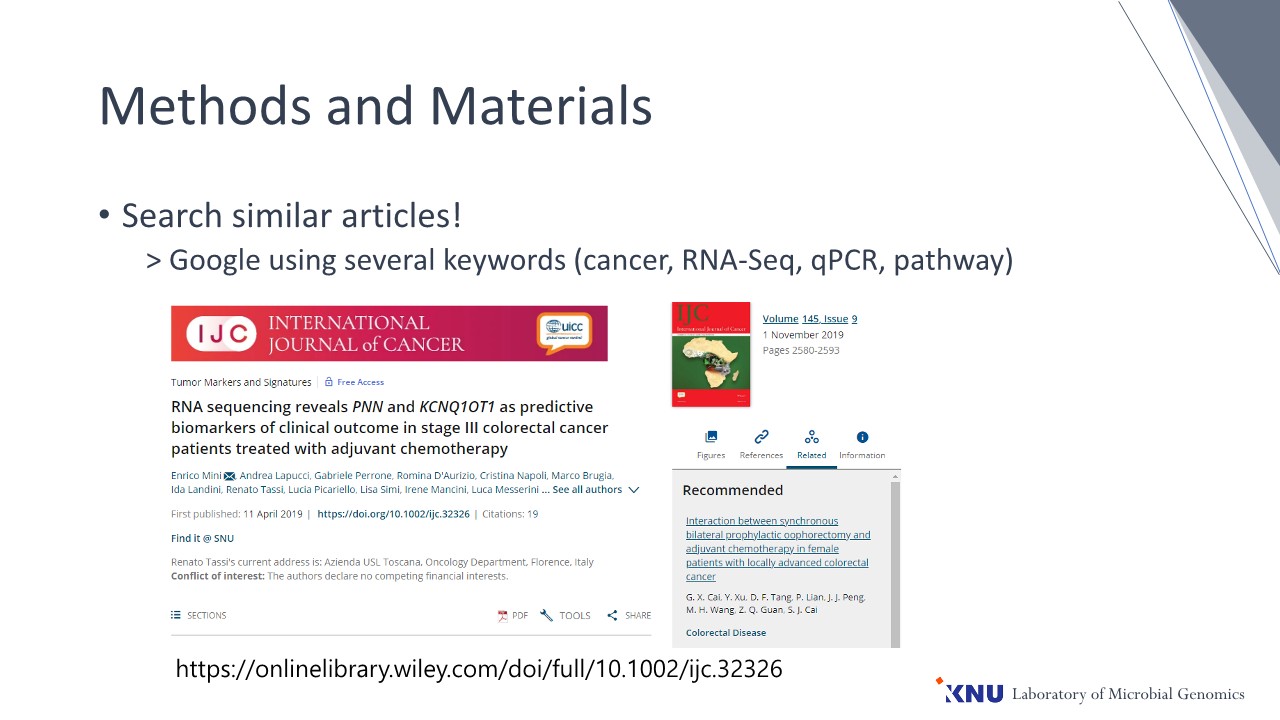 Methods and Materials
• Search similar articles!
> Google using several keywords (cancer, RNA-Seq, qPCR, pathway)
IJC INTERNATIONAL
JOURNAL of CANCER
uicc
global cancer control
Tumor Markers and Signatures | Free Access
RNA sequencing reveals PNN and KCNQ1OT1 as predictive
biomarkers of clinical outcome in stage III colorectal cancer
patients treated with adjuvant chemotherapy
Enrico Mini, Andrea Lapucci, Gabriele Perrone, Romina D'Aurizio, Cristina Napoli, Marco Brugia,
Ida Landini, Renato Tassi, Lucia Picariello, Lisa Simi, Irene Mancini, Luca Messerini ... See all authors
First published: 11 April 2019 | https://doi.org/10.1002/ijc.32326 | Citations: 19
Find it @ SNU
Renato Tassi's current address is: Azienda USL Toscana, Oncology Department, Florence, Italy
Conflict of interest: The authors declare no competing financial interests.
SECTIONS PDF TOOLS SHARE
IJC
International Journal of Cancer
Volume 145, Issue 9
1 November 2019
Pages 2580-2593
Figures References Related Information
Recommended
Interaction between synchronous
bilateral prophylactic oophorectomy and
adjuvant chemotherapy in female
patients with locally advanced colorectal
cancer
G. X. Cai, Y. Xu, D. F. Tang, P. Lian, J. J. Peng,
M. H. Wang, Z. Q. Guan, S. J. Cai
Colorectal Disease
https://onlinelibrary.wiley.com/doi/full/10.1002/ijc.32326
KNU Laboratory of Microbial Genomics